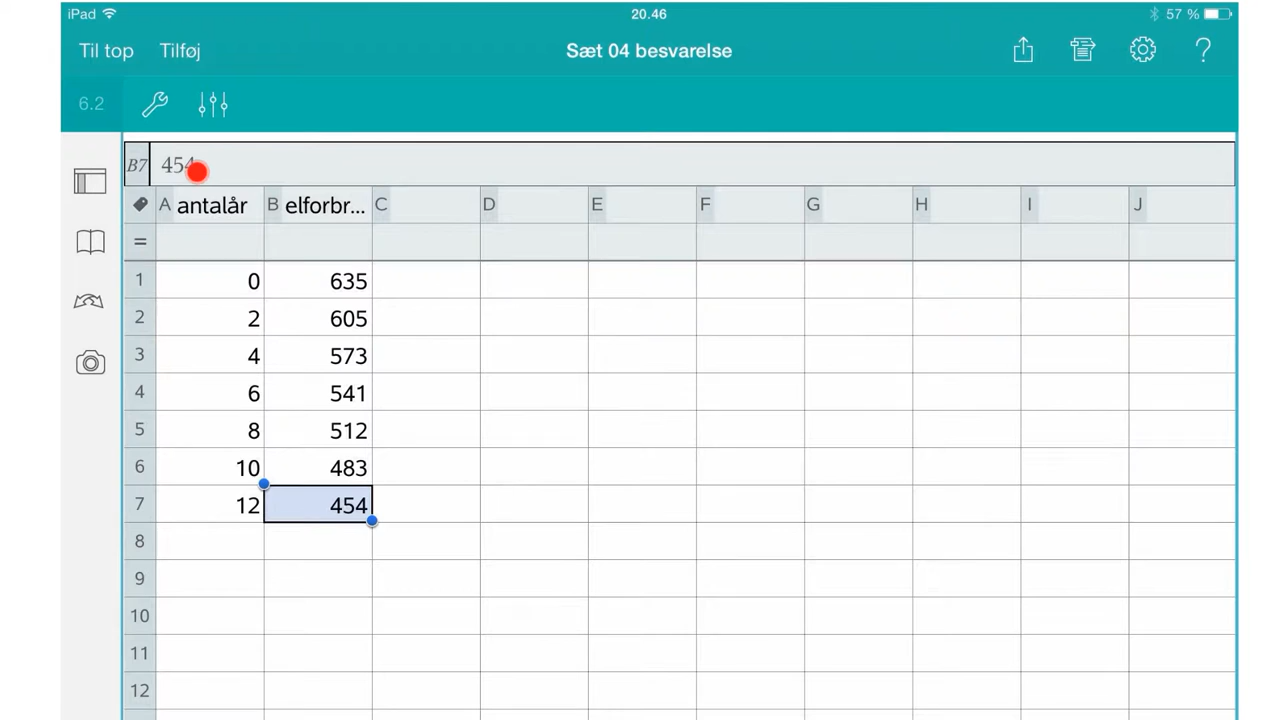 iPad 20.46 57 %
Til top Tilføj Sæt 04 besvarelse ?
6.2
B7 454
A antalår B elforbr... C D E F G H I J
=
1 0 635
2 2 605
3 4 573
4 6 541
5 8 512
6 10 483
7 12 454
8
9
10
11
12